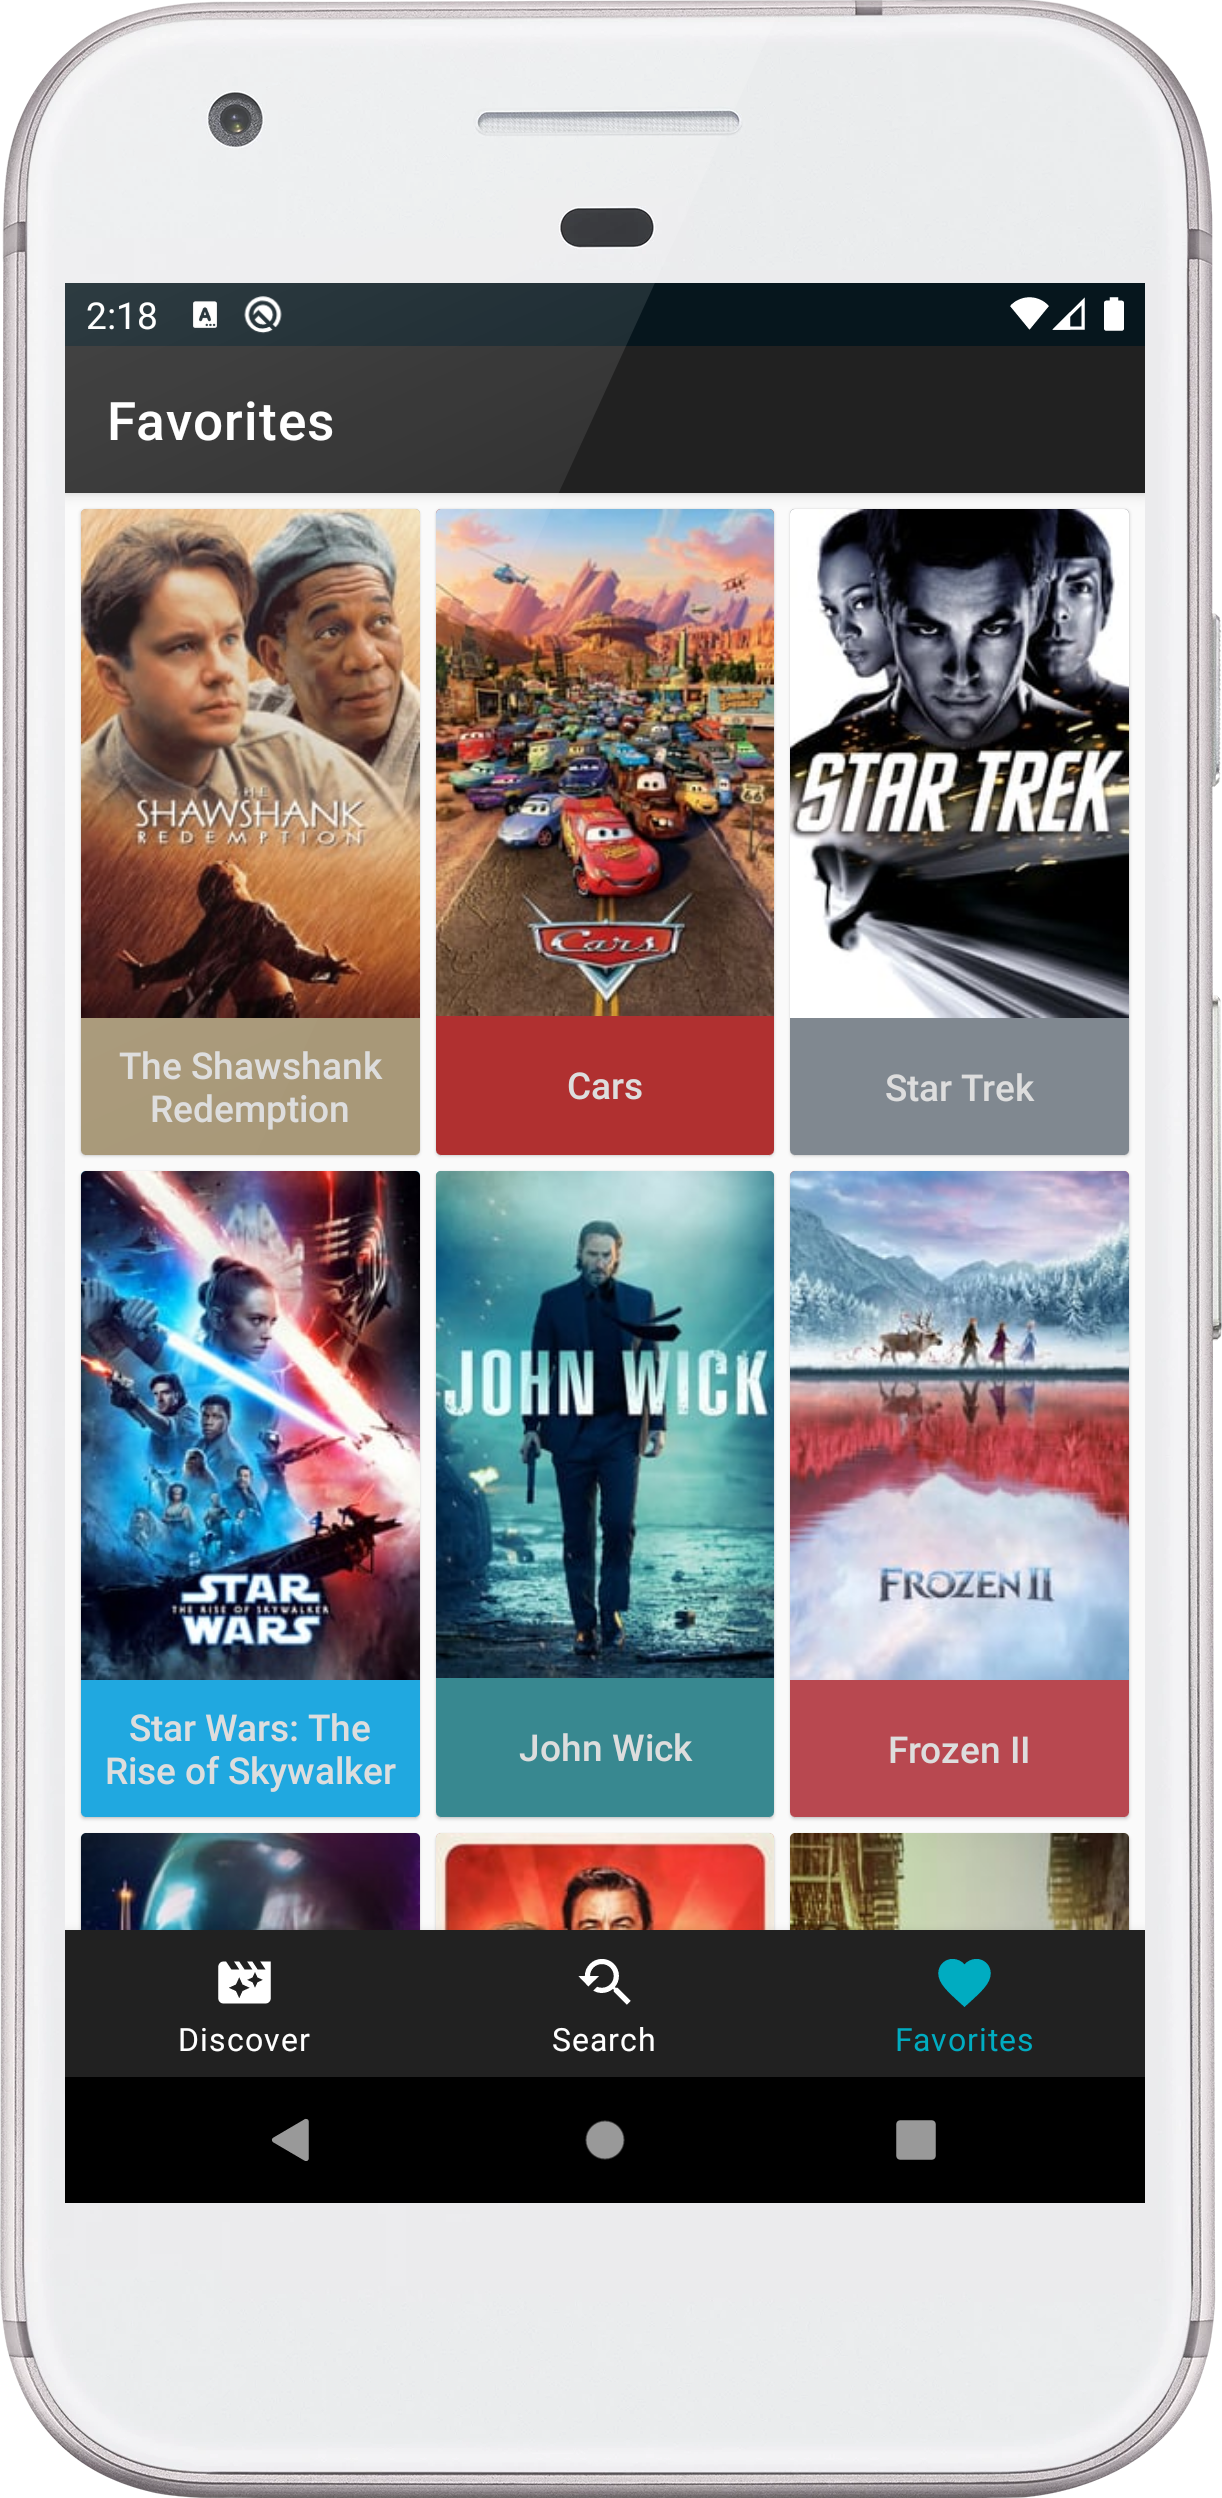 2:18
Favorites
THE
SHAWSHANK
REDEMPTION
Cars
66
STAR TREK
The Shawshank
Redemption
Cars
Star Trek
STAR
THE RISE OF SKYWALKER
WARS
JOHN WICK
FROZEN II
Star Wars: The
Rise of Skywalker
John Wick
Frozen II
Discover
Search
Favorites